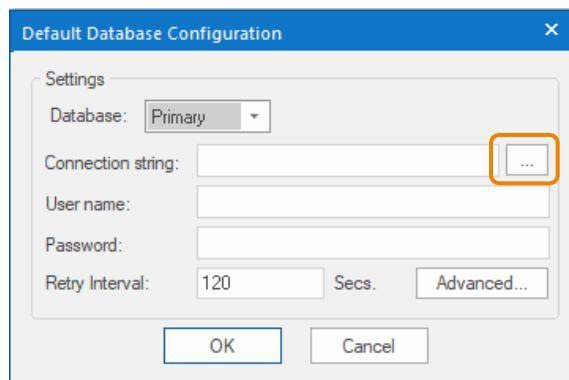 Default Database Configuration ×
Settings
Database: Primary
Connection string: ...
User name:
Password:
Retry Interval: 120 Secs. Advanced...
OK Cancel